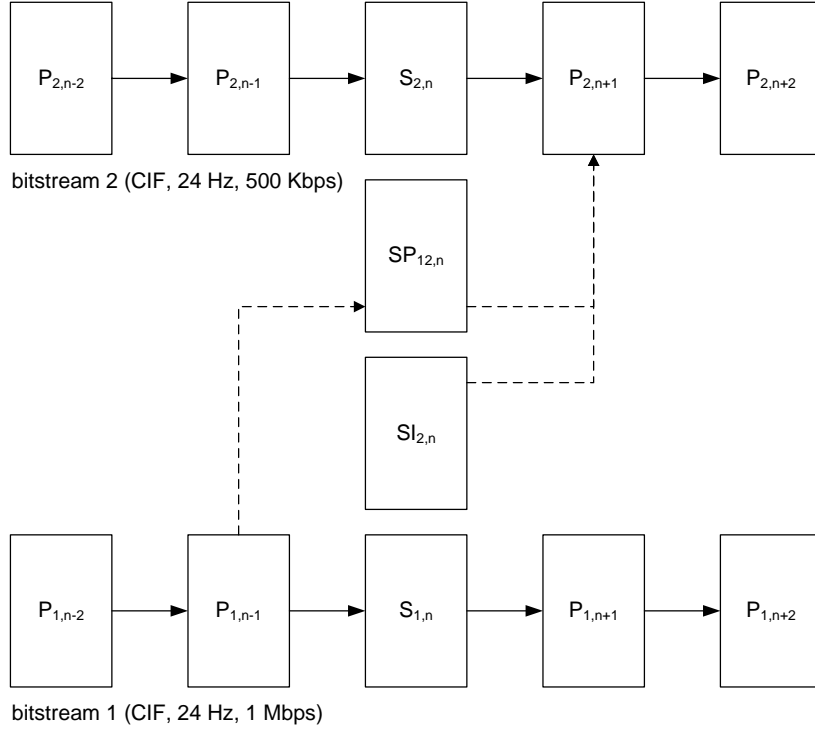 P2,n-2 P2,n-1 S2,n P2,n+1 P2,n+2
bitstream 2 (CIF, 24 Hz, 500 Kbps)
SP12,n
SI2,n
P1,n-2 P1,n-1 S1,n P1,n+1 P1,n+2
bitstream 1 (CIF, 24 Hz, 1 Mbps)